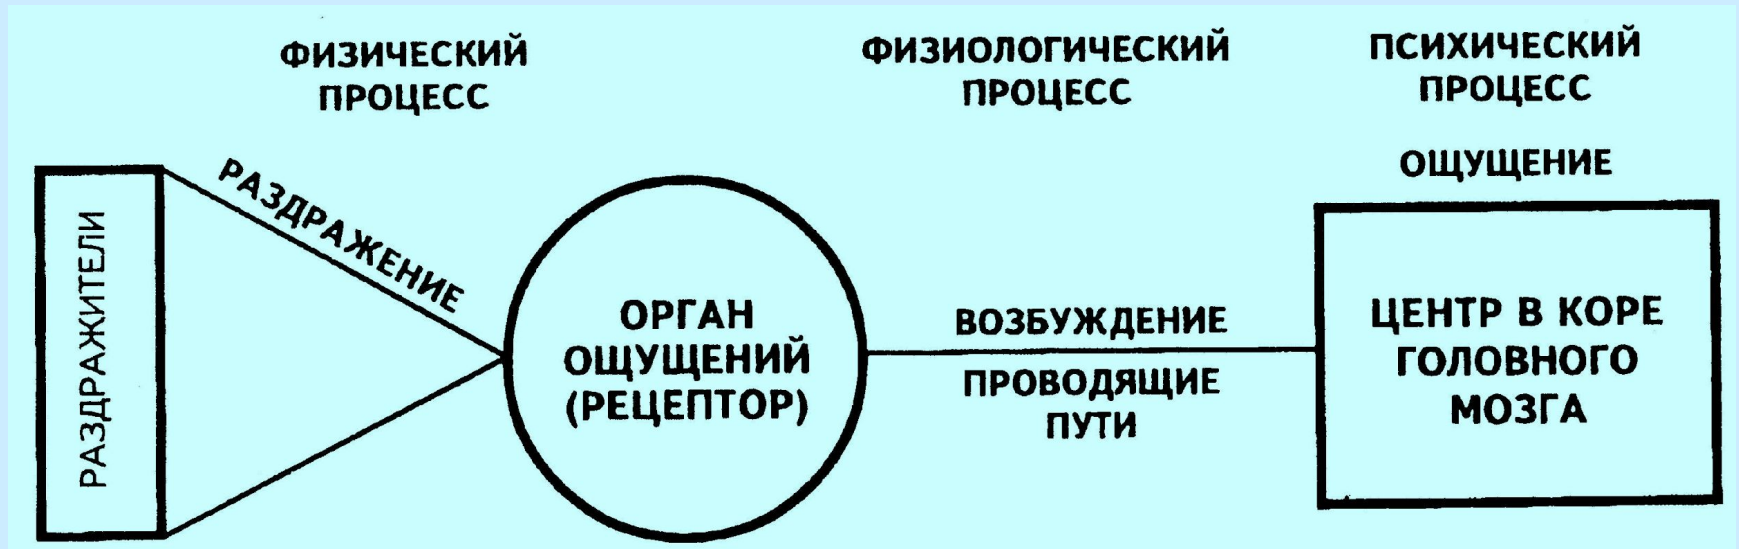 ФИЗИЧЕСКИЙ
ПРОЦЕСС
ФИЗИОЛОГИЧЕСКИЙ
ПРОЦЕСС
ПСИХИЧЕСКИЙ
ПРОЦЕСС
ОЩУЩЕНИЕ
РАЗДРАЖИТЕЛИ
РАЗДРАЖЕНИЕ
ОРГАН
ОЩУЩЕНИЙ
(РЕЦЕПТОР)
ВОЗБУЖДЕНИЕ
ПРОВОДЯЩИЕ
ПУТИ
ЦЕНТР В КОРЕ
ГОЛОВНОГО
МОЗГА